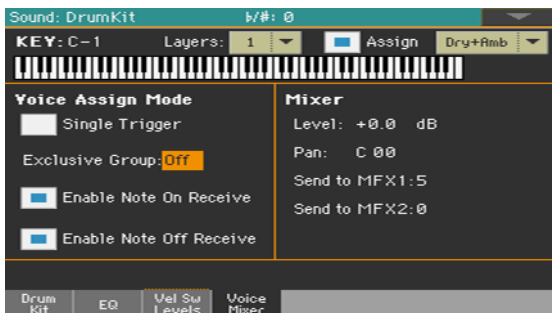 Sound: DrumKit ♭/#: 0
KEY: C-1 Layers: 1 Assign Dry+Amb
Voice Assign Mode
Single Trigger
Exclusive Group: Off
Enable Note On Receive
Enable Note Off Receive
Mixer
Level: +0.0 dB
Pan: C 00
Send to MFX1:5
Send to MFX2:0
Drum Kit
EQ
Vel Sw Levels
Voice Mixer